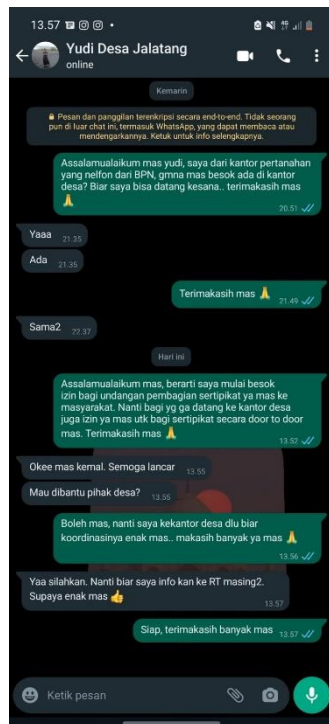 13.57
Yudi Desa Jalatang
online
Kemarin
Pesan dan panggilan terenkripsi secara end-to-end. Tidak seorang
pun di luar chat ini, termasuk WhatsApp, yang dapat membaca atau
mendengarkannya. Ketuk untuk info selengkapnya.
Assalamualaikum mas yudi, saya dari kantor pertanahan
yang nelfon dari BPN, gmna mas besok ada di kantor
desa? Biar saya bisa datang kesana.. terimakasih mas
🙏
20.51
Yaaa 21.35
Ada 21.35
Terimakasih mas 🙏 21.49
Sama2 22.37
Hari ini
Assalamualaikum mas, berarti saya mulai besok
izin bagi undangan pembagian sertipikat ya mas ke
masyarakat. Nanti bagi yg ga datang ke kantor desa
juga izin ya mas utk bagi sertipikat secara door to door
mas. Terimakasih mas 🙏
13.52
Okee mas kemal. Semoga lancar 13.55
Mau dibantu pihak desa? 13.55
Boleh mas, nanti saya kekantor desa dlu biar
koordinasinya enak mas.. makasih banyak ya mas 🙏
13.56
Yaa silahkan. Nanti biar saya info kan ke RT masing2.
Supaya enak mas 👍
13.57
Siap, terimakasih banyak mas 13.57
Ketik pesan